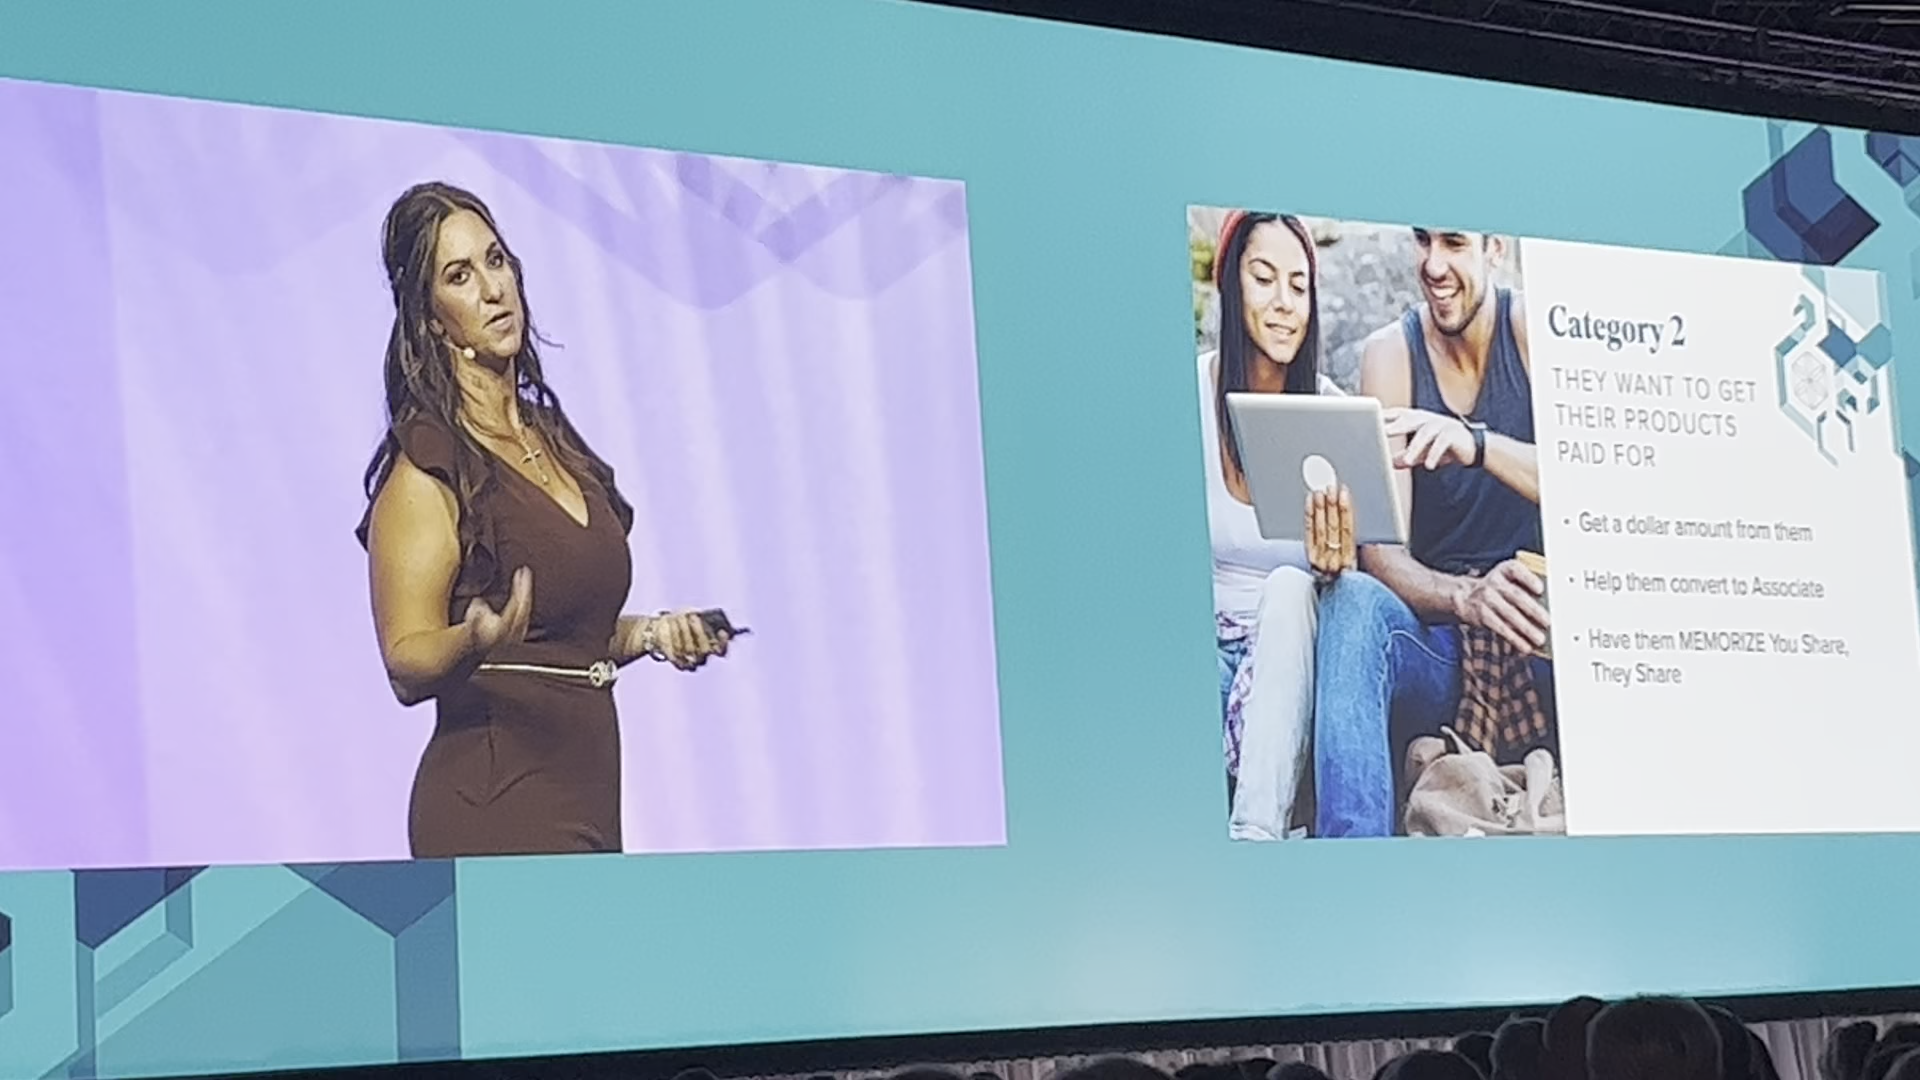 Category 2
THEY WANT TO GET
THEIR PRODUCTS
PAID FOR
• Get a dollar amount from them
• Help them convert to Associate
• Have them MEMORIZE You Share,
They Share